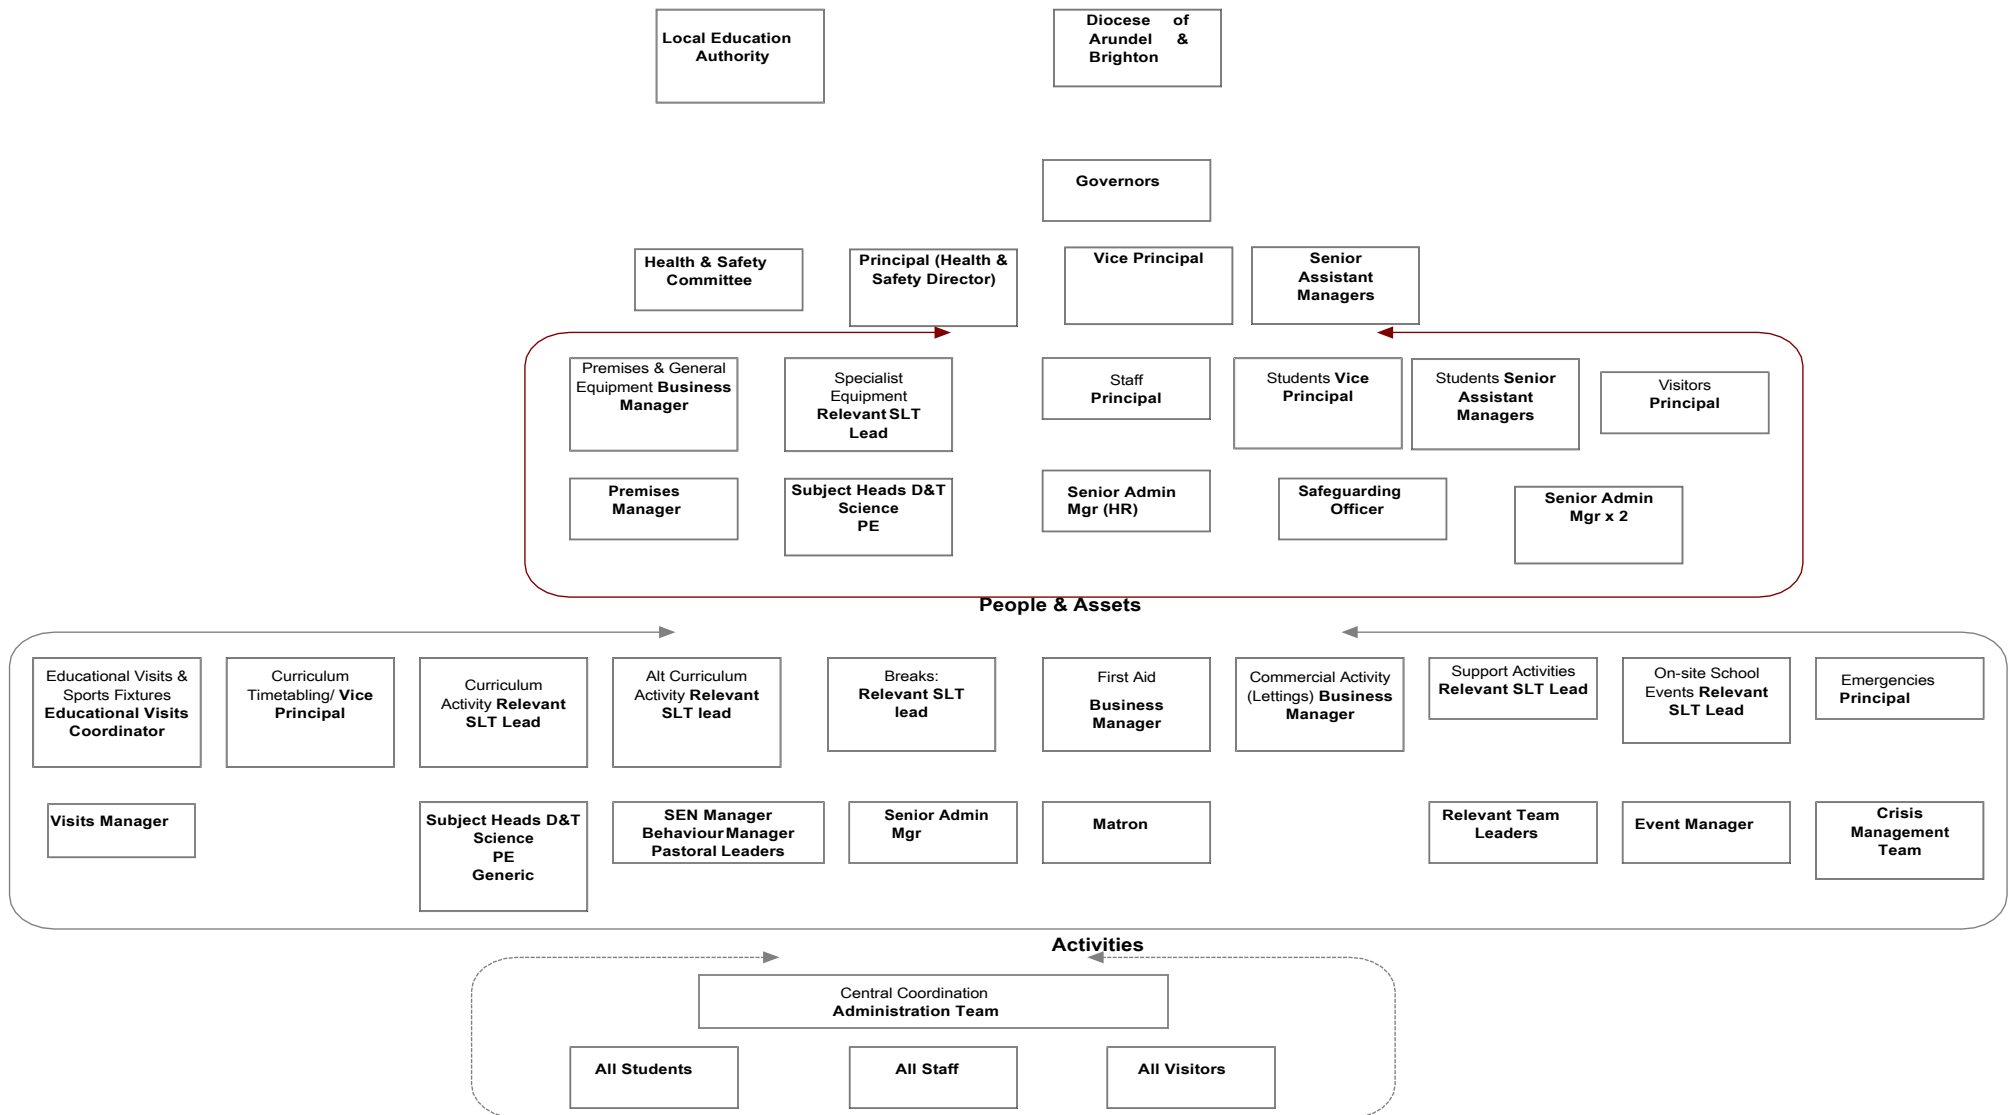 Local Education
Authority
Diocese of
Arundel &
Brighton
Governors
Health & Safety
Committee
Principal (Health &
Safety Director)
Vice Principal
Senior
Assistant
Managers
Premises & General
Equipment Business
Manager
Specialist
Equipment
Relevant SLT
Lead
Staff
Principal
Students Vice
Principal
Students Senior
Assistant
Managers
Visitors
Principal
Premises
Manager
Subject Heads D&T
Science
PE
Senior Admin
Mgr (HR)
Safeguarding
Officer
Senior Admin
Mgr x 2
People & Assets
Educational Visits &
Sports Fixtures
Educational Visits
Coordinator
Curriculum
Timetabling/ Vice
Principal
Curriculum
Activity Relevant
SLT Lead
Alt Curriculum
Activity Relevant
SLT lead
Breaks:
Relevant SLT
lead
First Aid
Business
Manager
Commercial Activity
(Lettings) Business
Manager
Support Activities
Relevant SLT Lead
On-site School
Events Relevant
SLT Lead
Emergencies
Principal
Visits Manager
Subject Heads D&T
Science
PE
Generic
SEN Manager
Behaviour Manager
Pastoral Leaders
Senior Admin
Mgr
Matron
Relevant Team
Leaders
Event Manager
Crisis
Management
Team
Activities
Central Coordination
Administration Team
All Students
All Staff
All Visitors